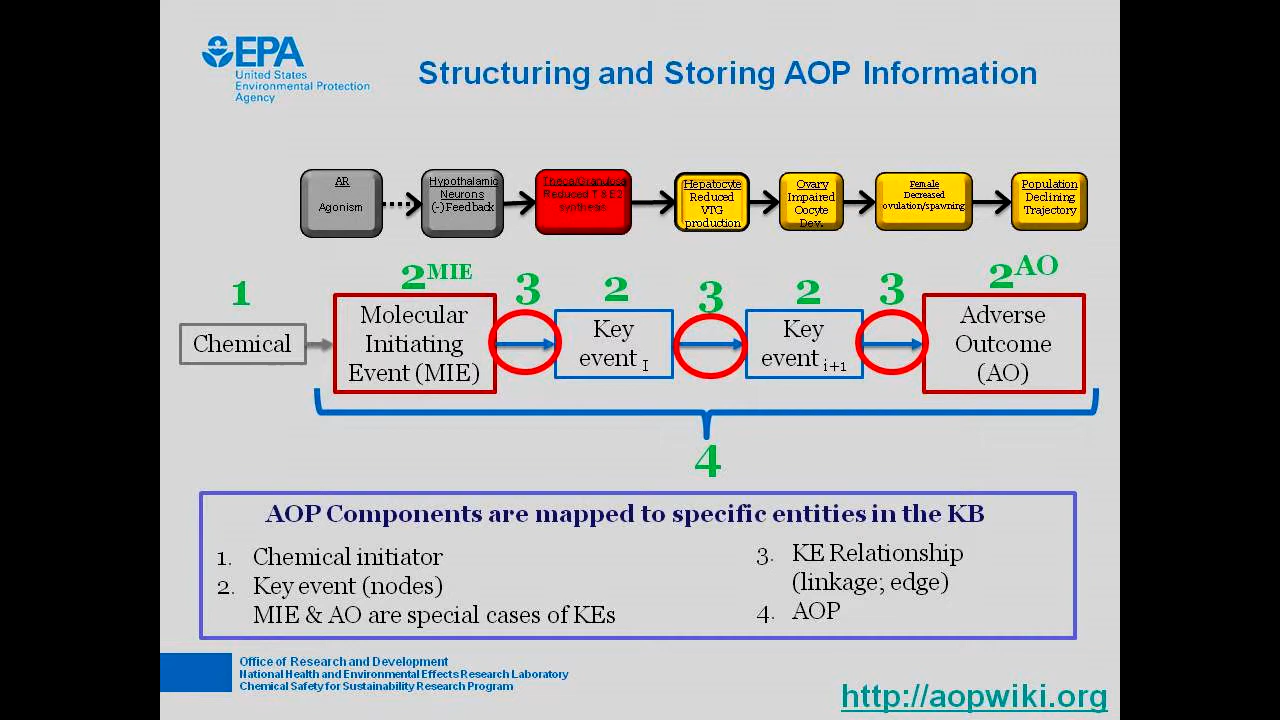 EPA
United States
Environmental Protection
Agency
Structuring and Storing AOP Information
AR
Agonism
Hypothalamic
Neurons
(-)Feedback
Theca/Granulosa
Reduced T & E2
synthesis
Hepatocyte
Reduced
VTG
production
Ovary
Impaired
Oocyte
Dev.
Female
Decreased
ovulation/spawning
Population
Declining
Trajectory
1
2MIE
3
2
3
2
3
2AO
Chemical
Molecular
Initiating
Event (MIE)
Key
event I
Key
event i+1
Adverse
Outcome
(AO)
4
AOP Components are mapped to specific entities in the KB
1. Chemical initiator
2. Key event (nodes)
MIE & AO are special cases of KEs
3. KE Relationship
(linkage; edge)
4. AOP
Office of Research and Development
National Health and Environmental Effects Research Laboratory
Chemical Safety for Sustainability Research Program
http://aopwiki.org